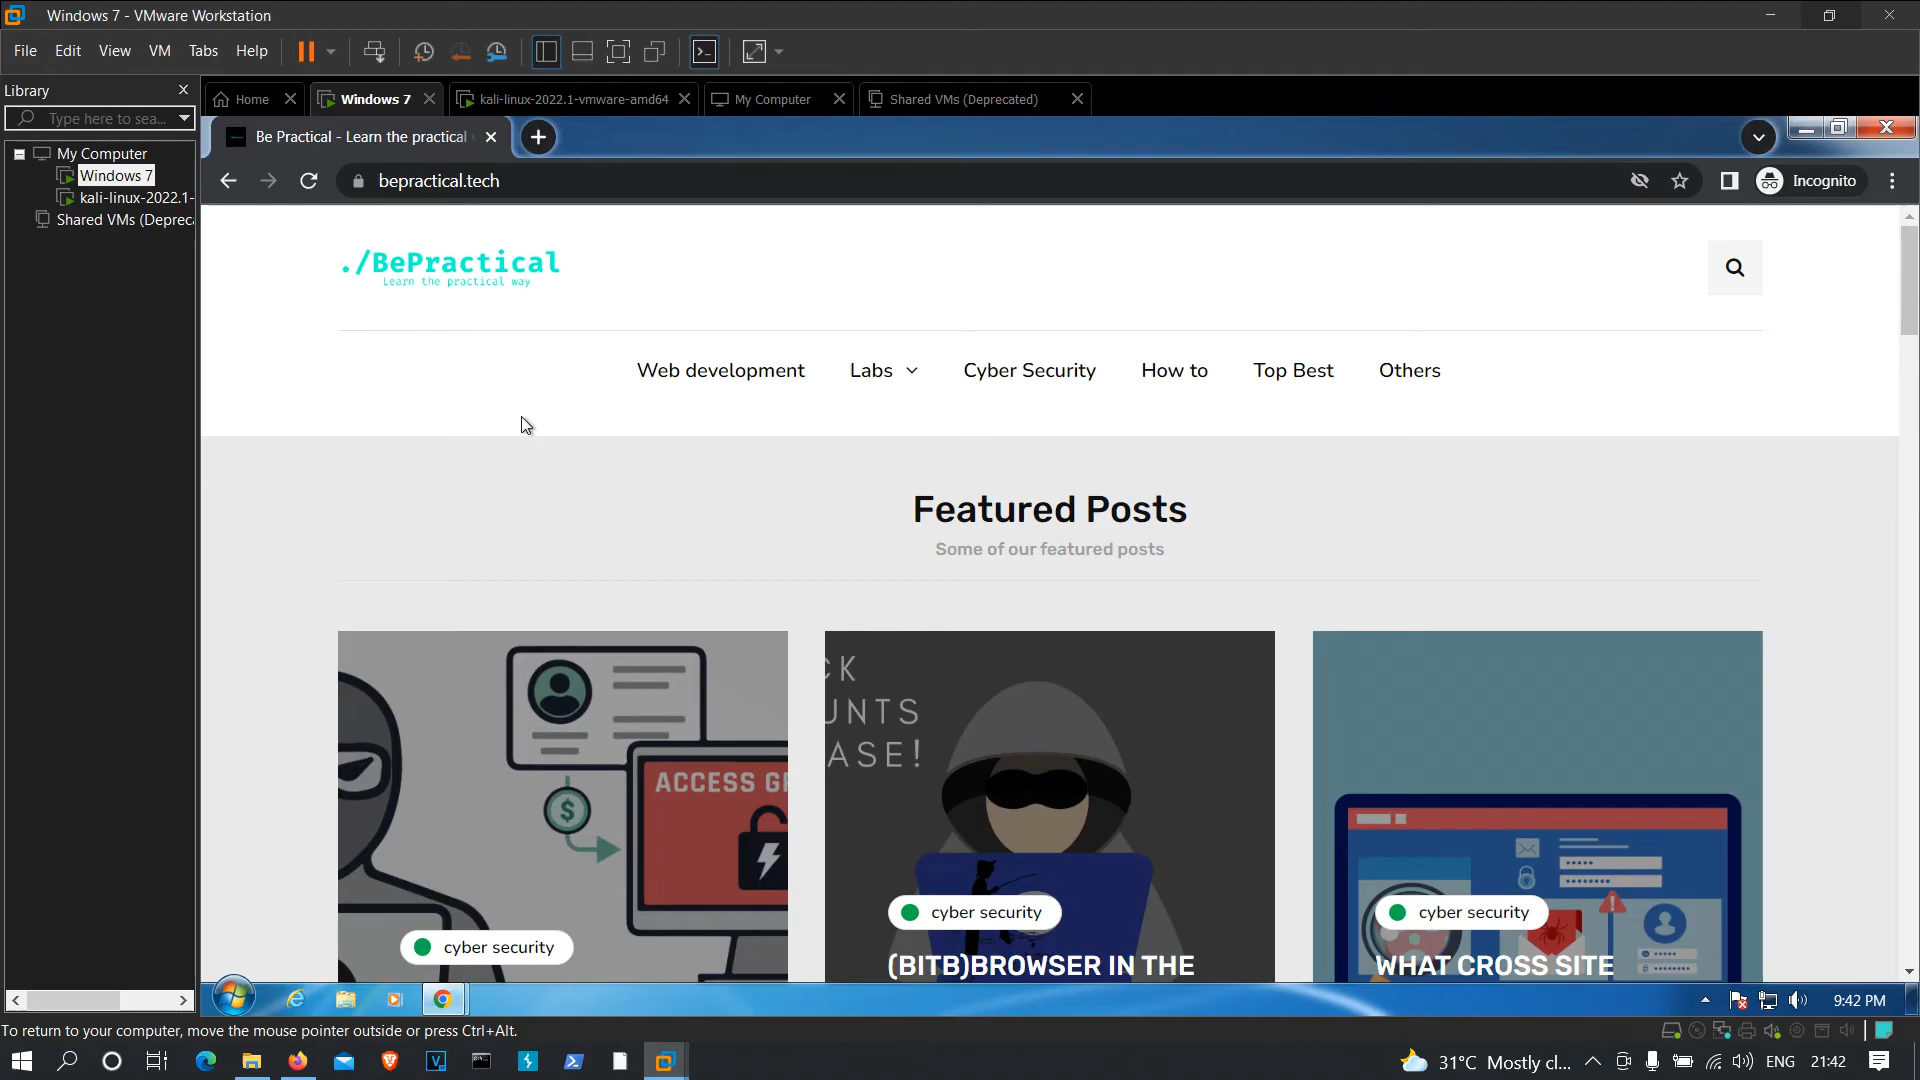 Windows 7 - VMware Workstation
File Edit View VM Tabs Help
Library
Home
Windows 7
kali-linux-2022.1-vmware-amd64
My Computer
Shared VMs (Deprecated)
Type here to sea...
My Computer
Windows 7
kali-linux-2022.1-
Shared VMs (Depreca
Be Practical - Learn the practical
bepractical.tech
Incognito
./BePractical
Learn the practical way
Web development Labs Cyber Security How to Top Best Others
Featured Posts
Some of our featured posts
ACCESS GR
CK
UNTS
ASE!
cyber security
cyber security
cyber security
(BITB)BROWSER IN THE
WHAT CROSS SITE
9:42 PM
To return to your computer, move the mouse pointer outside or press Ctrl+Alt.
31°C Mostly cl...
ENG
21:42